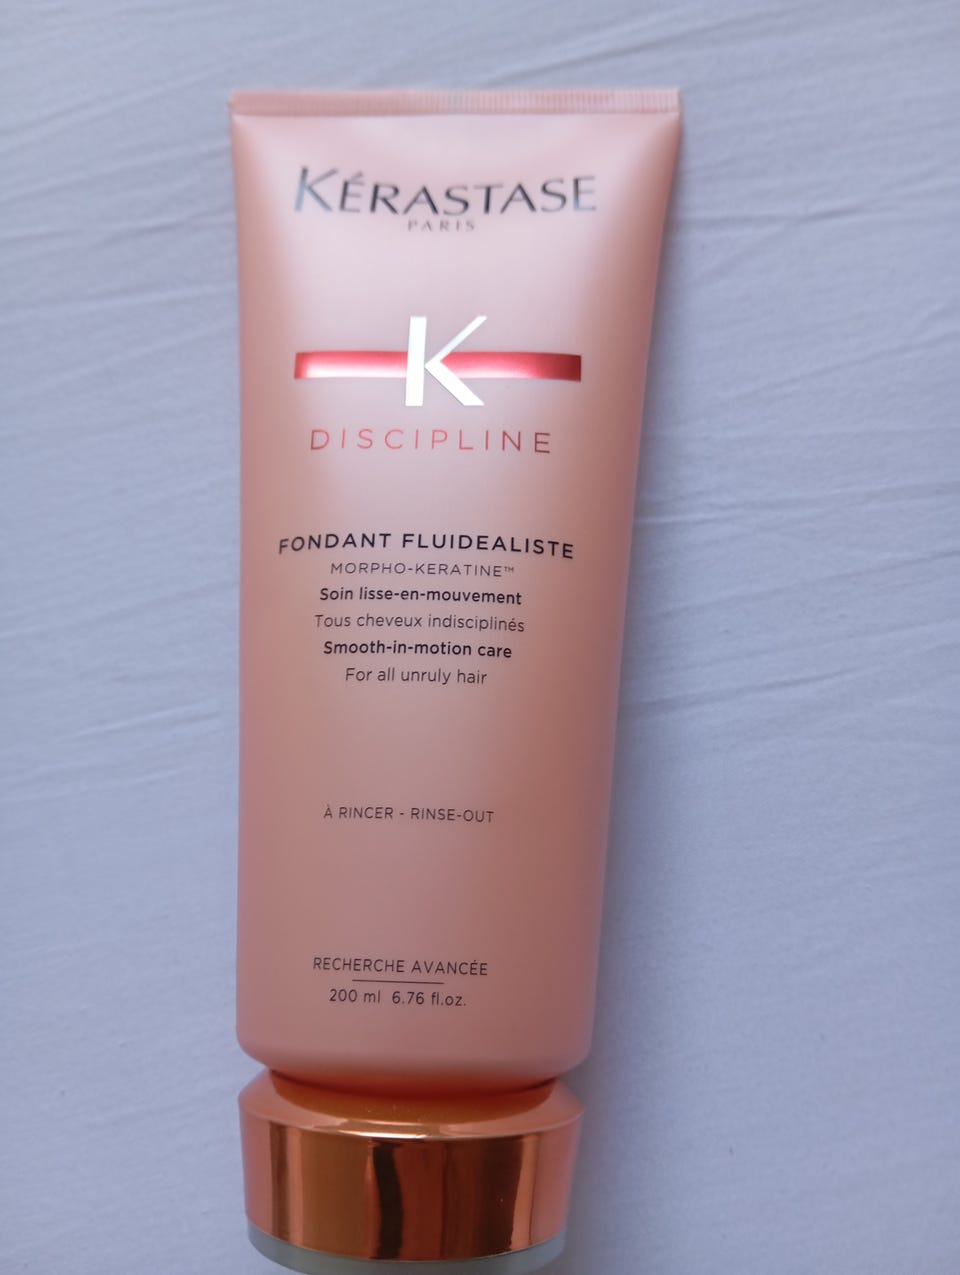 KÉRASTASE
PARIS
K
DISCIPLINE
FONDANT FLUIDEALISTE
MORPHO-KERATINE™
Soin lisse-en-mouvement
Tous cheveux indisciplinés
Smooth-in-motion care
For all unruly hair
À RINCER - RINSE-OUT
RECHERCHE AVANCÉE
200 ml 6.76 fl.oz.